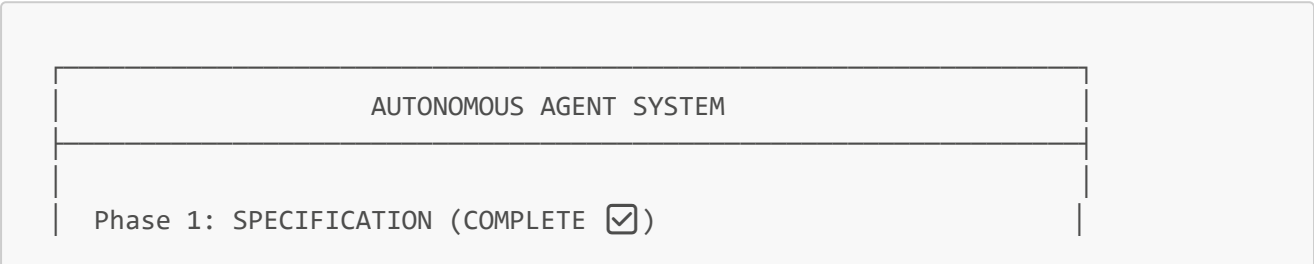 AUTONOMOUS AGENT SYSTEM
Phase 1: SPECIFICATION (COMPLETE ☑)